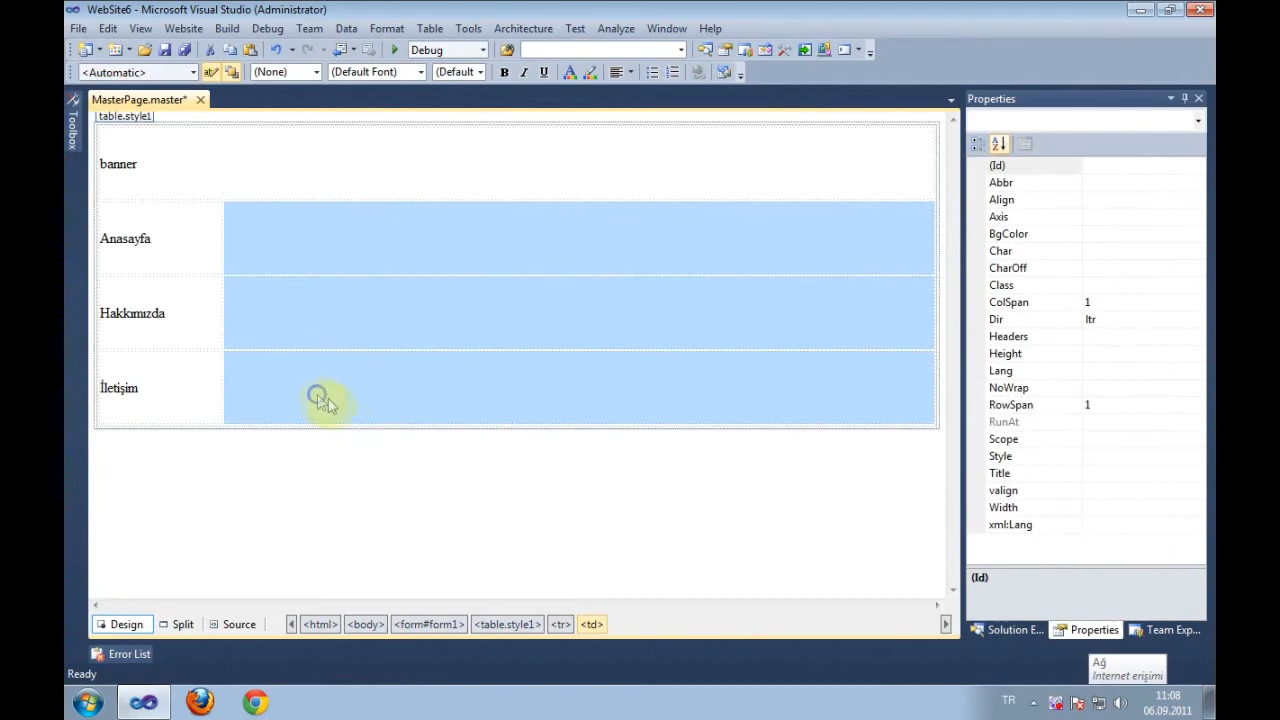 WebSite6 - Microsoft Visual Studio (Administrator)
File Edit View Website Build Debug Team Data Format Table Tools Architecture Test Analyze Window Help
Debug
<Automatic> (None) (Default Font) (Default B I U A
MasterPage.master* Properties
Toolbox
table.style1
banner
Anasayfa
Hakkımızda
İletişim
(Id)
Abbr
Align
Axis
BgColor
Char
CharOff
Class
ColSpan 1
Dir ltr
Headers
Height
Lang
NoWrap
RowSpan 1
RunAt
Scope
Style
Title
valign
Width
xml:Lang
(Id)
Design Split Source <html> <body> <form#form1> <table.style1> <tr> <td>
Solution E... Properties Team Exp...
Error List
Ready
Ağ
Internet erişimi
TR 11:08
06.09.2011